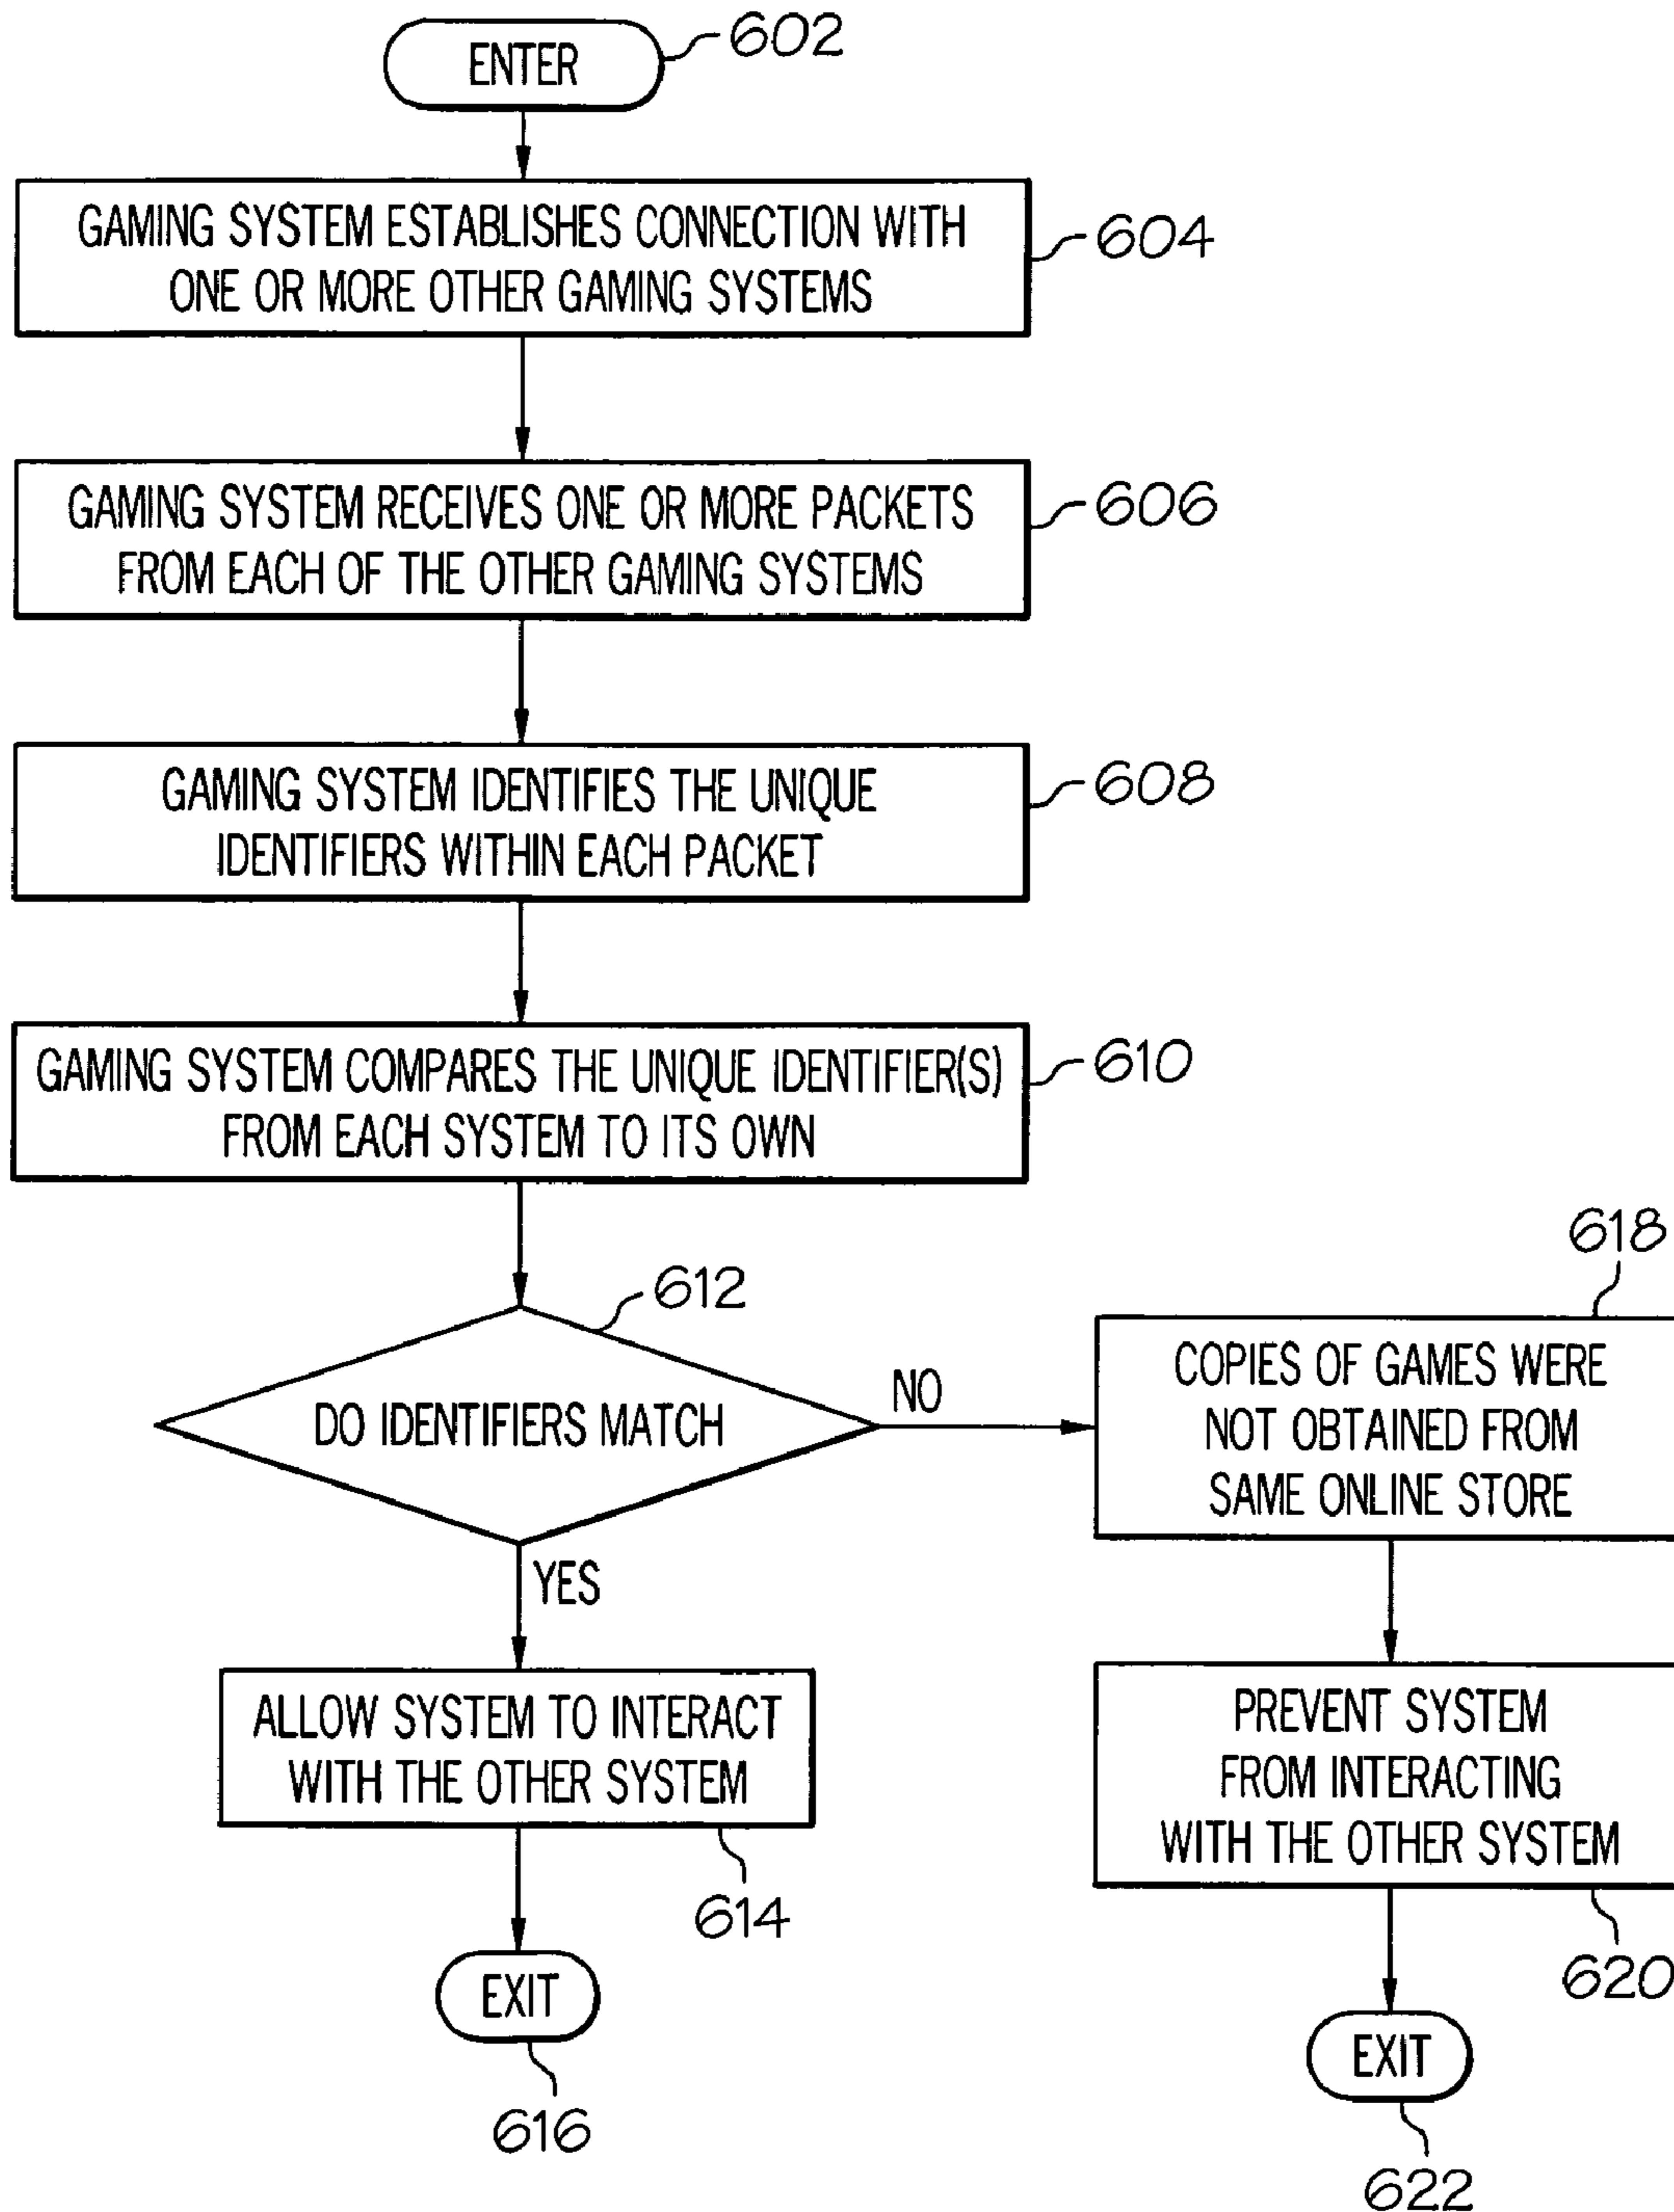 ENTER
602
GAMING SYSTEM ESTABLISHES CONNECTION WITH
ONE OR MORE OTHER GAMING SYSTEMS
604
GAMING SYSTEM RECEIVES ONE OR MORE PACKETS
FROM EACH OF THE OTHER GAMING SYSTEMS
606
GAMING SYSTEM IDENTIFIES THE UNIQUE
IDENTIFIERS WITHIN EACH PACKET
608
GAMING SYSTEM COMPARES THE UNIQUE IDENTIFIER(S)
FROM EACH SYSTEM TO ITS OWN
610
DO IDENTIFIERS MATCH
612
NO
YES
ALLOW SYSTEM TO INTERACT
WITH THE OTHER SYSTEM
614
EXIT
616
618
COPIES OF GAMES WERE
NOT OBTAINED FROM
SAME ONLINE STORE
PREVENT SYSTEM
FROM INTERACTING
WITH THE OTHER SYSTEM
620
EXIT
622